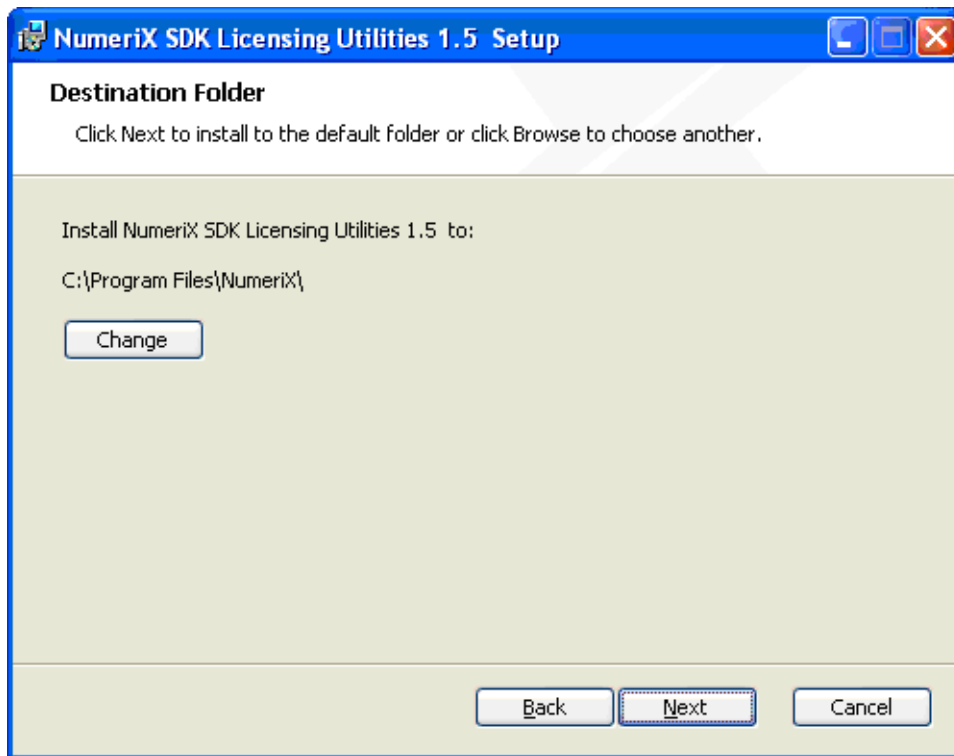 NumeriX SDK Licensing Utilities 1.5  Setup
Destination Folder
Click Next to install to the default folder or click Browse to choose another.
Install NumeriX SDK Licensing Utilities 1.5  to:
C:\Program Files\NumeriX\
Change
Back Next Cancel